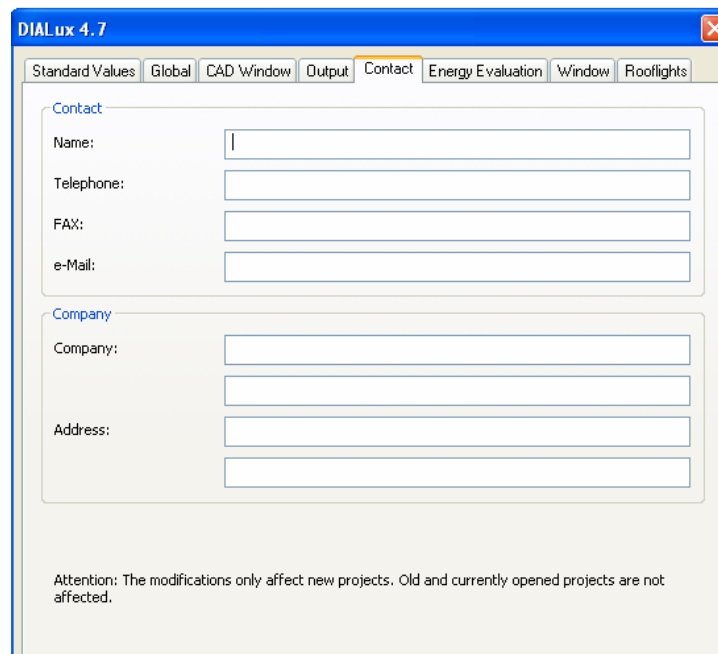 DIALux 4.7
Standard Values Global CAD Window Output Contact Energy Evaluation Window Rooflights
Contact
Name:
Telephone:
FAX:
e-Mail:
Company
Company:
Address:
Attention: The modifications only affect new projects. Old and currently opened projects are not
affected.